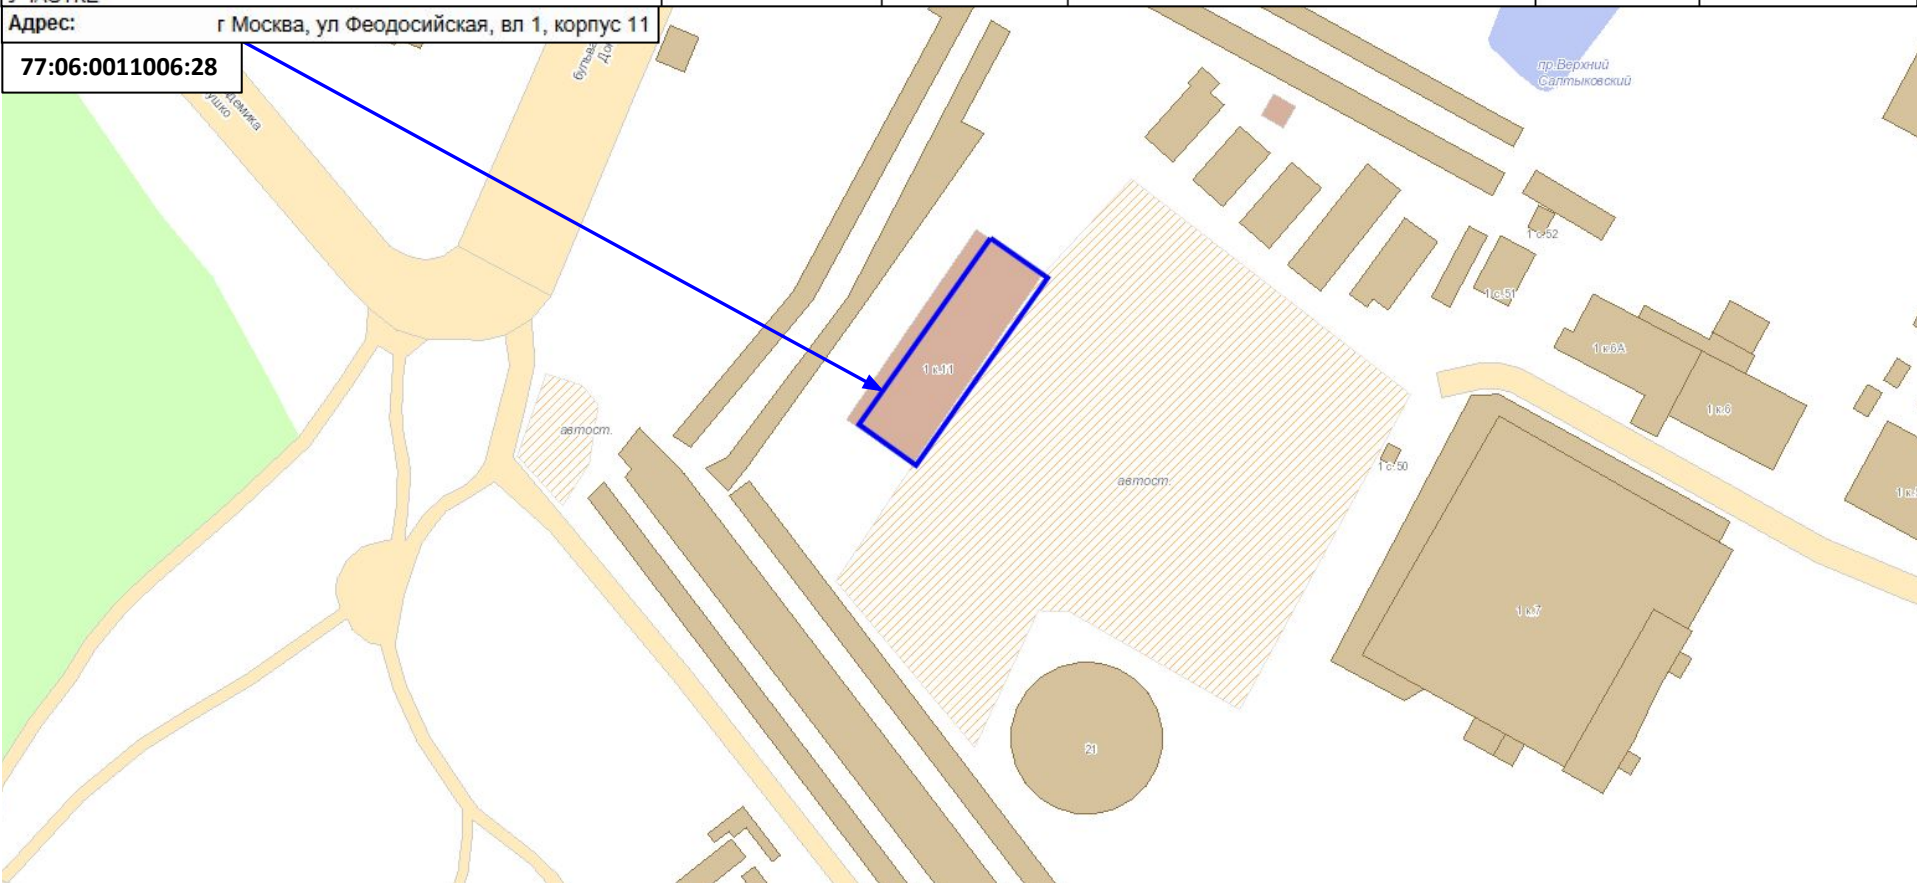 УЧАСТКЕ
Адрес: г Москва, ул Феодосийская, вл 1, корпус 11
77:06:0011006:28
пр.Верхний
Салтыковский
1 с.52
1 с.51
1 к.6А
1 к.6
1 к.11
автост.
1 с.50
автост.
1 к.7
21